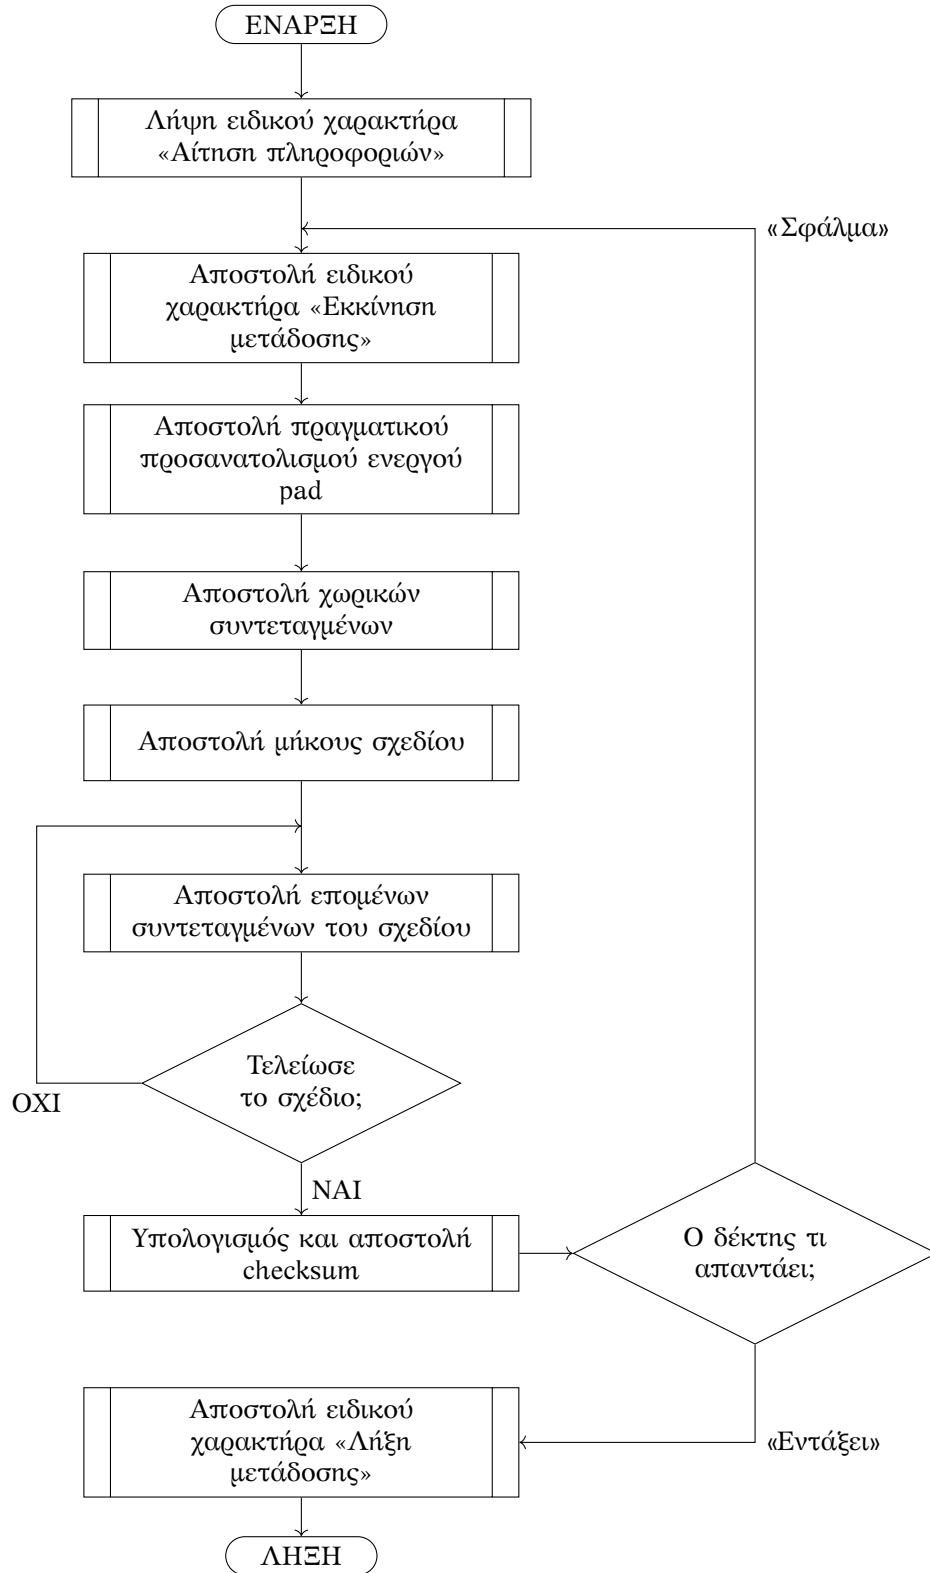 ΕΝΑΡΞΗ
Λήψη ειδικού χαρακτήρα
«Αίτηση πληροφοριών»
«Σφάλμα»
Αποστολή ειδικού
χαρακτήρα «Εκκίνηση
μετάδοσης»
Αποστολή πραγματικού
προσανατολισμού ενεργού
pad
Αποστολή χωρικών
συντεταγμένων
Αποστολή μήκους σχεδίου
Αποστολή επομένων
συντεταγμένων του σχεδίου
Τελείωσε
το σχέδιο;
ΟΧΙ
ΝΑΙ
Υπολογισμός και αποστολή
checksum
Ο δέκτης τι
απαντάει;
Αποστολή ειδικού
χαρακτήρα «Λήξη
μετάδοσης»
«Εντάξει»
ΛΗΞΗ